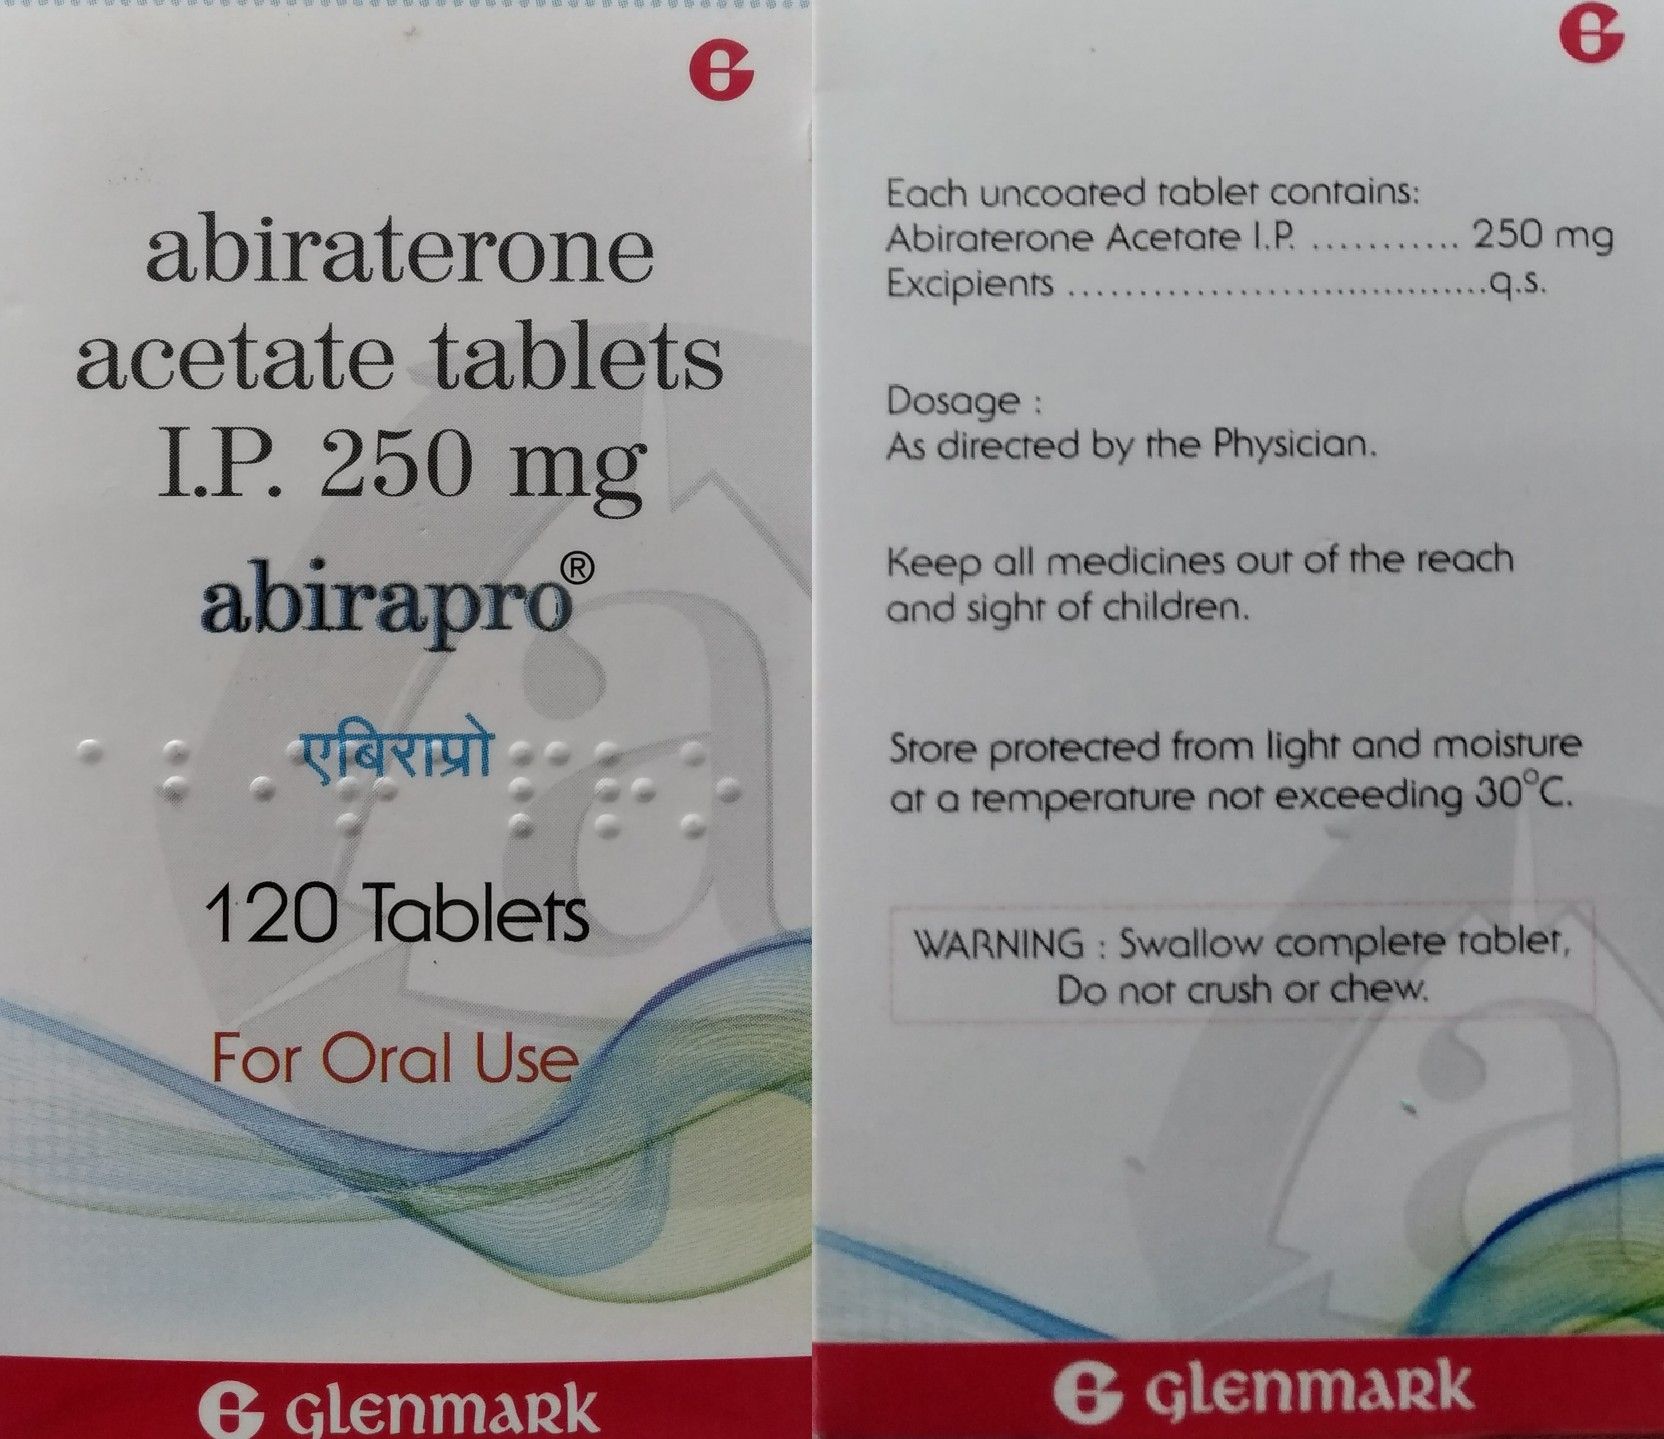 abiraterone
acetate tablets
I.P. 250 mg
abirapro®
एबिराप्रो
120 Tablets
For Oral Use
GLENMARK
Each uncoated tablet contains:
Abiraterone Acetate I.P. ........... 250 mg
Excipients ..................................q.s.
Dosage :
As directed by the Physician.
Keep all medicines out of the reach
and sight of children.
Store protected from light and moisture
at a temperature not exceeding 30°C.
WARNING : Swallow complete tablet,
Do not crush or chew.
GLENMARK